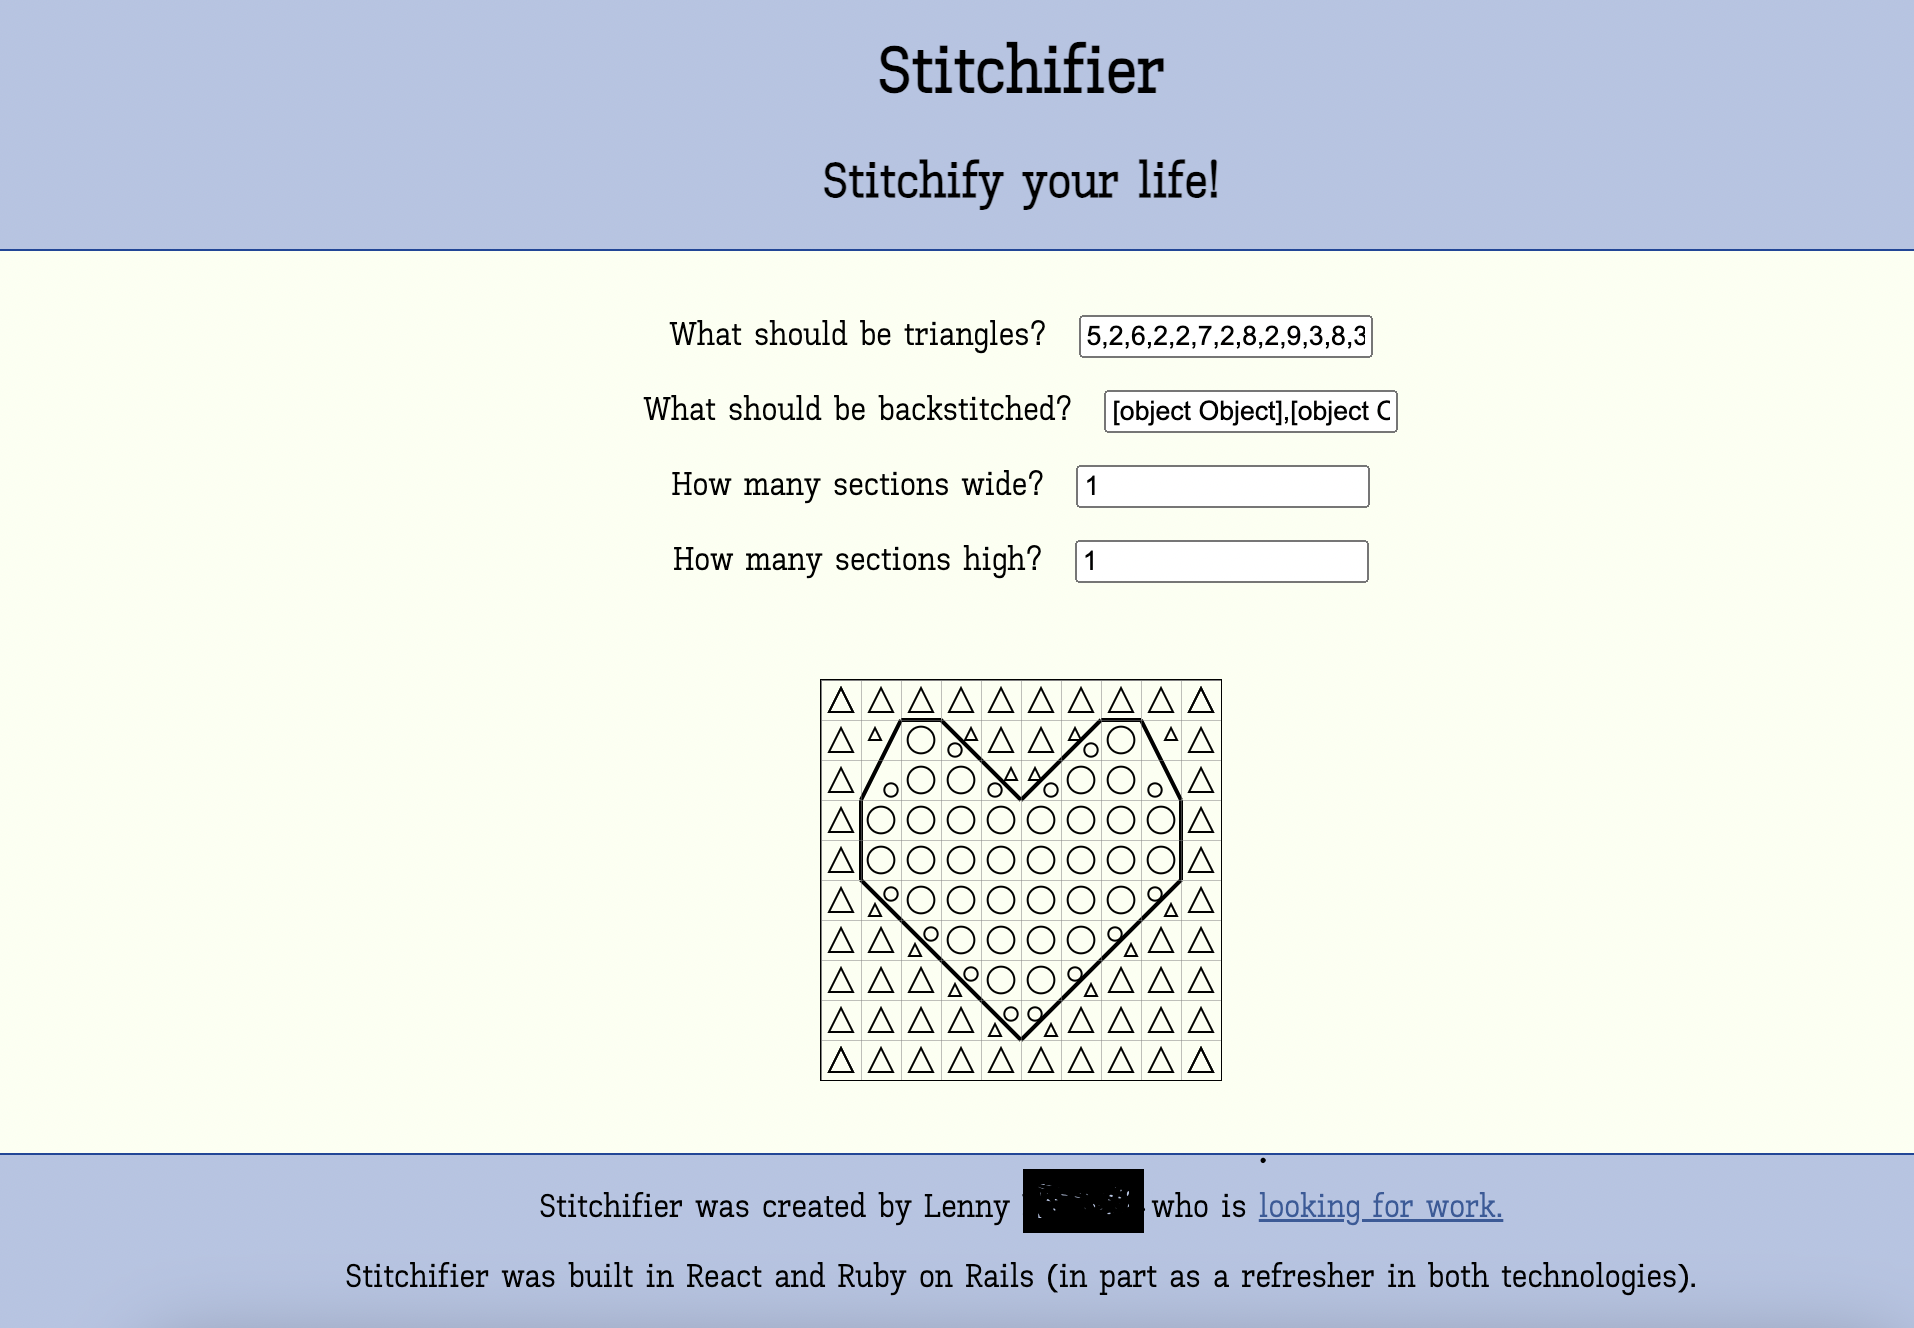 Stitchifier
Stitchify your life!
What should be triangles? 5,2,6,2,2,7,2,8,2,9,3,8,3
What should be backstitched? [object Object],[object C
How many sections wide? 1
How many sections high? 1
Stitchifier was created by Lenny who is looking for work.
Stitchifier was built in React and Ruby on Rails (in part as a refresher in both technologies).